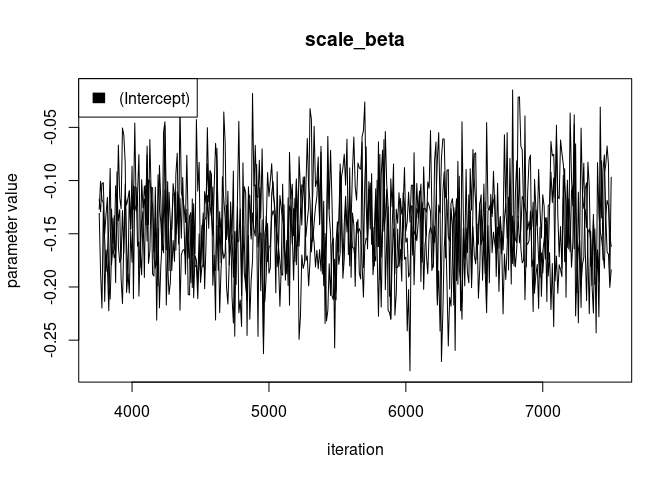 scale_beta
(Intercept)
parameter value
-0.05
-0.10
-0.15
-0.20
-0.25
4000 5000 6000 7000
iteration